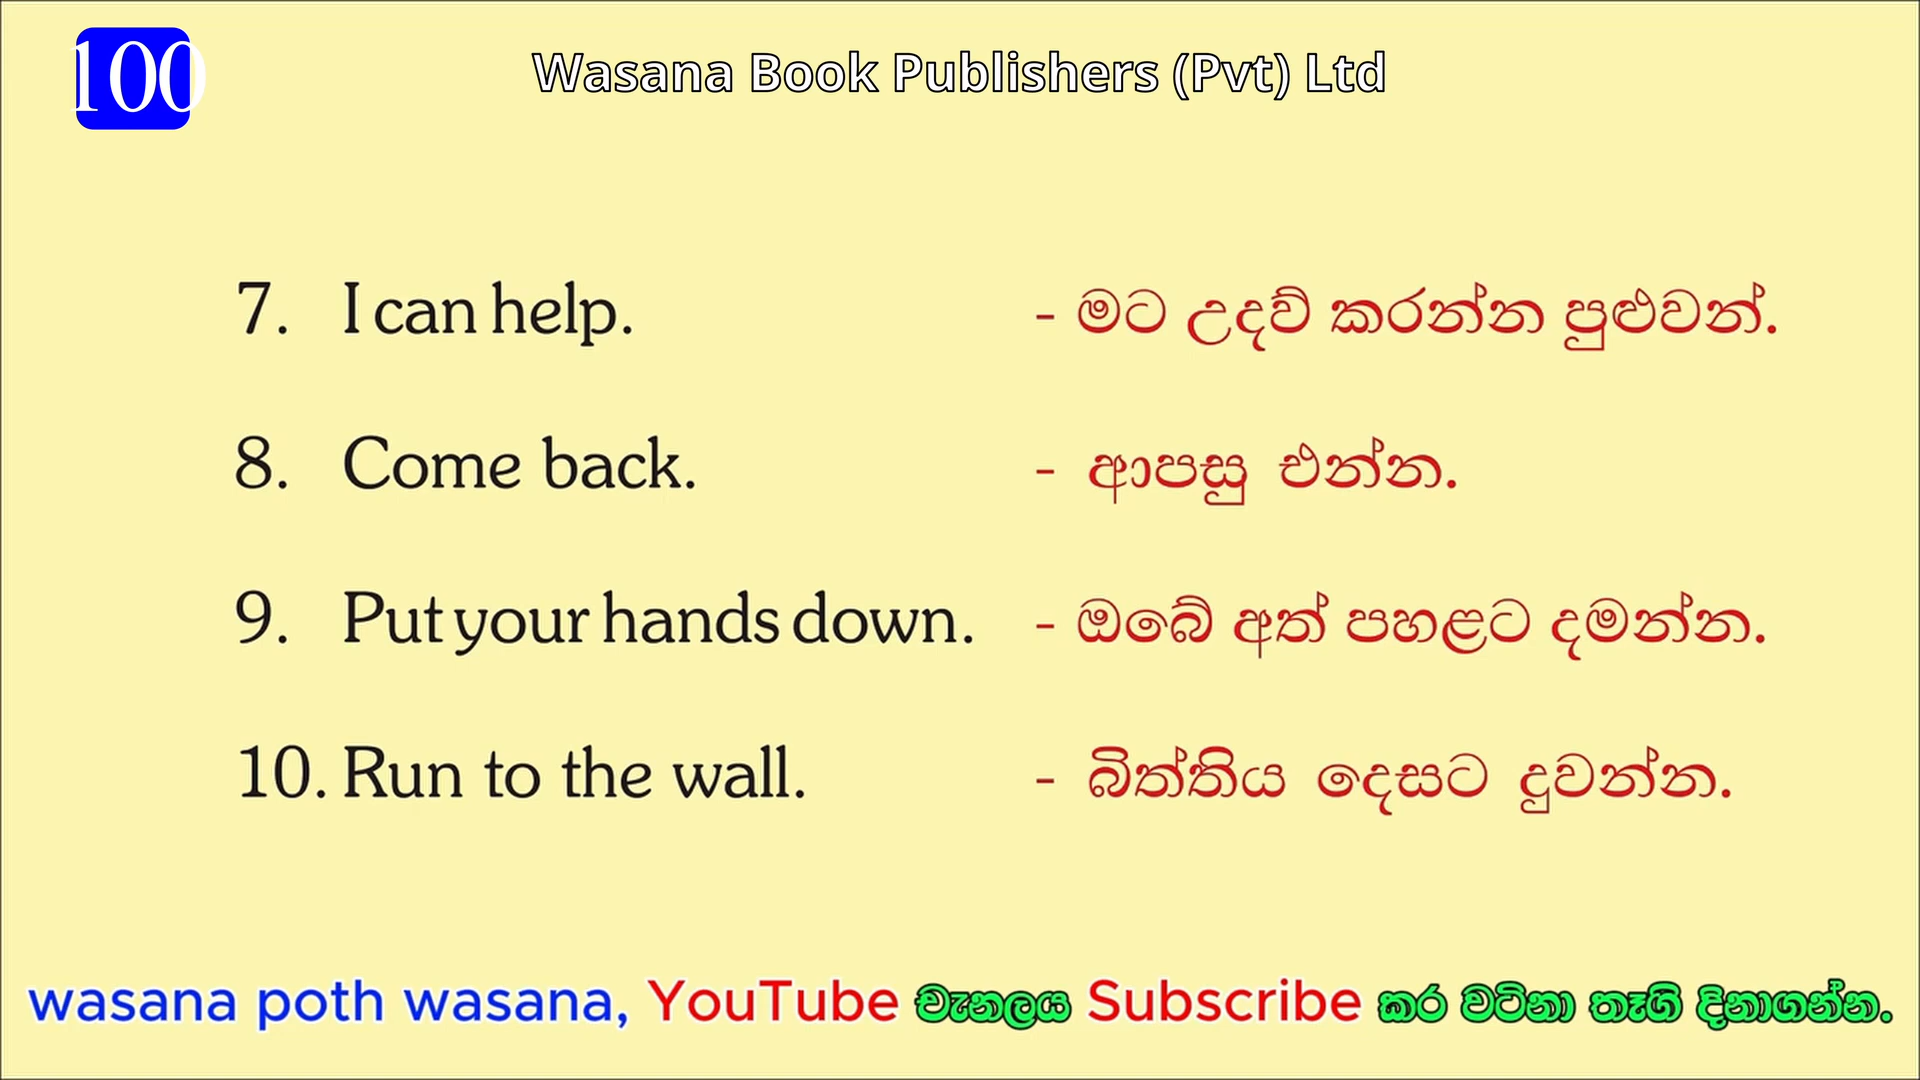 100
Wasana Book Publishers (Pvt) Ltd
7. I can help. - මට උදව් කරන්න පුළුවන්.
8. Come back. - ආපසු එන්න.
9. Put your hands down. - ඔබේ අත් පහළට දමන්න.
10. Run to the wall. - බිත්තිය දෙසට දුවන්න.
wasana poth wasana, YouTube චැනලය Subscribe කර වටිනා තෑගි දිනාගන්න.